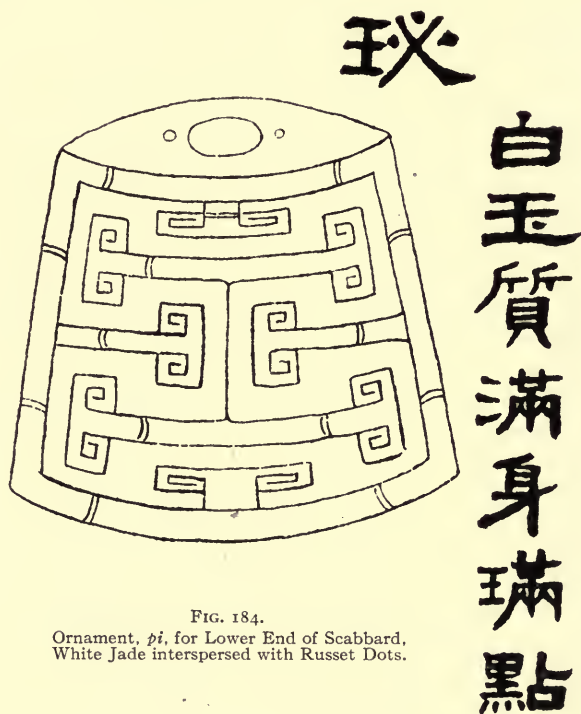 珌
白玉質滿身璊點
FIG. 184.
Ornament, pi, for Lower End of Scabbard,
White Jade interspersed with Russet Dots.